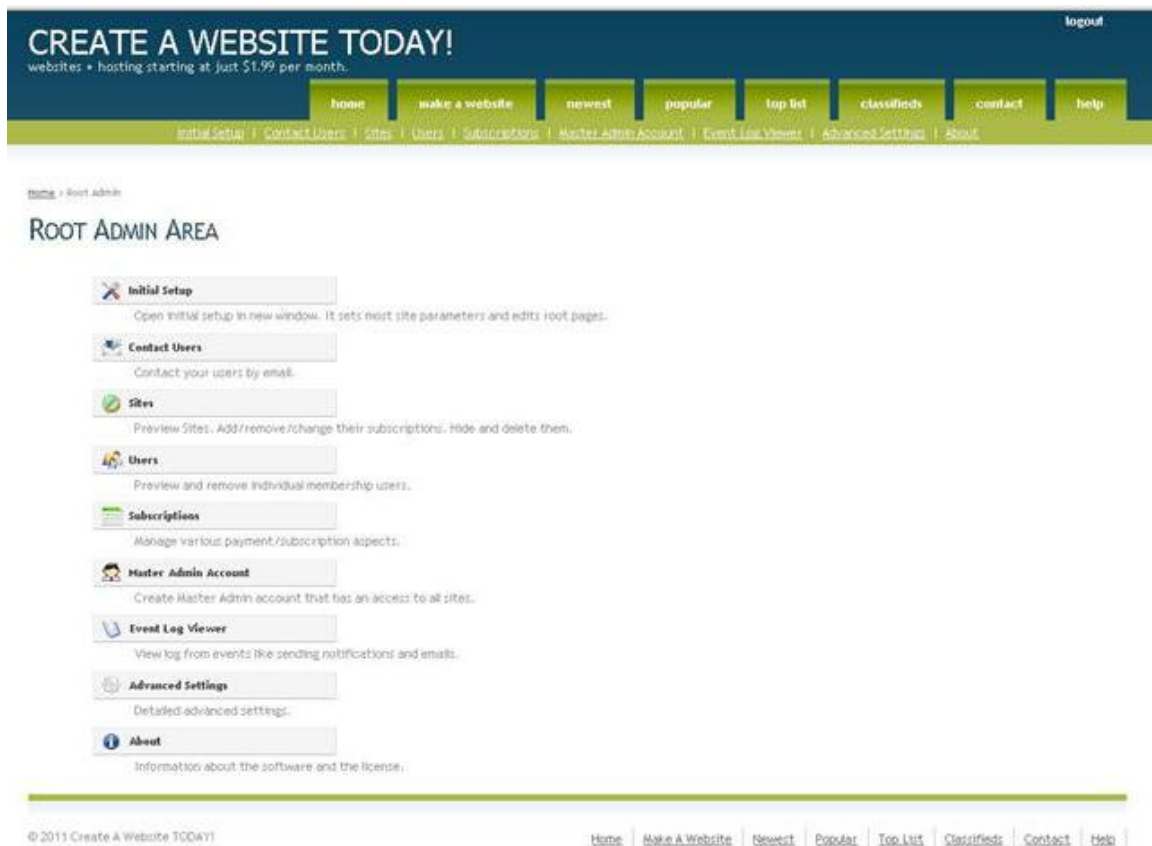 logout
CREATE A WEBSITE TODAY!
websites • hosting starting at just $1.99 per month.
home make a website newest popular top list classifieds contact help
Initial Setup | Contact Users | Sites | Users | Subscriptions | Master Admin Account | Event Log Viewer | Advanced Settings | About
Home > Root admin
ROOT ADMIN AREA
Initial Setup
Open initial setup in new window. It sets most site parameters and edits root pages.
Contact Users
Contact your users by email.
Sites
Preview Sites. Add/remove/change their subscriptions. Hide and delete them.
Users
Preview and remove individual membership users.
Subscriptions
Manage various payment/subscription aspects.
Master Admin Account
Create Master Admin account that has an access to all sites.
Event Log Viewer
View log from events like sending notifications and emails.
Advanced Settings
Detailed advanced settings.
About
Information about the software and the license.
© 2011 Create A Website TODAY! Home | Make A Website | Newest | Popular | Top List | Classifieds | Contact | Help